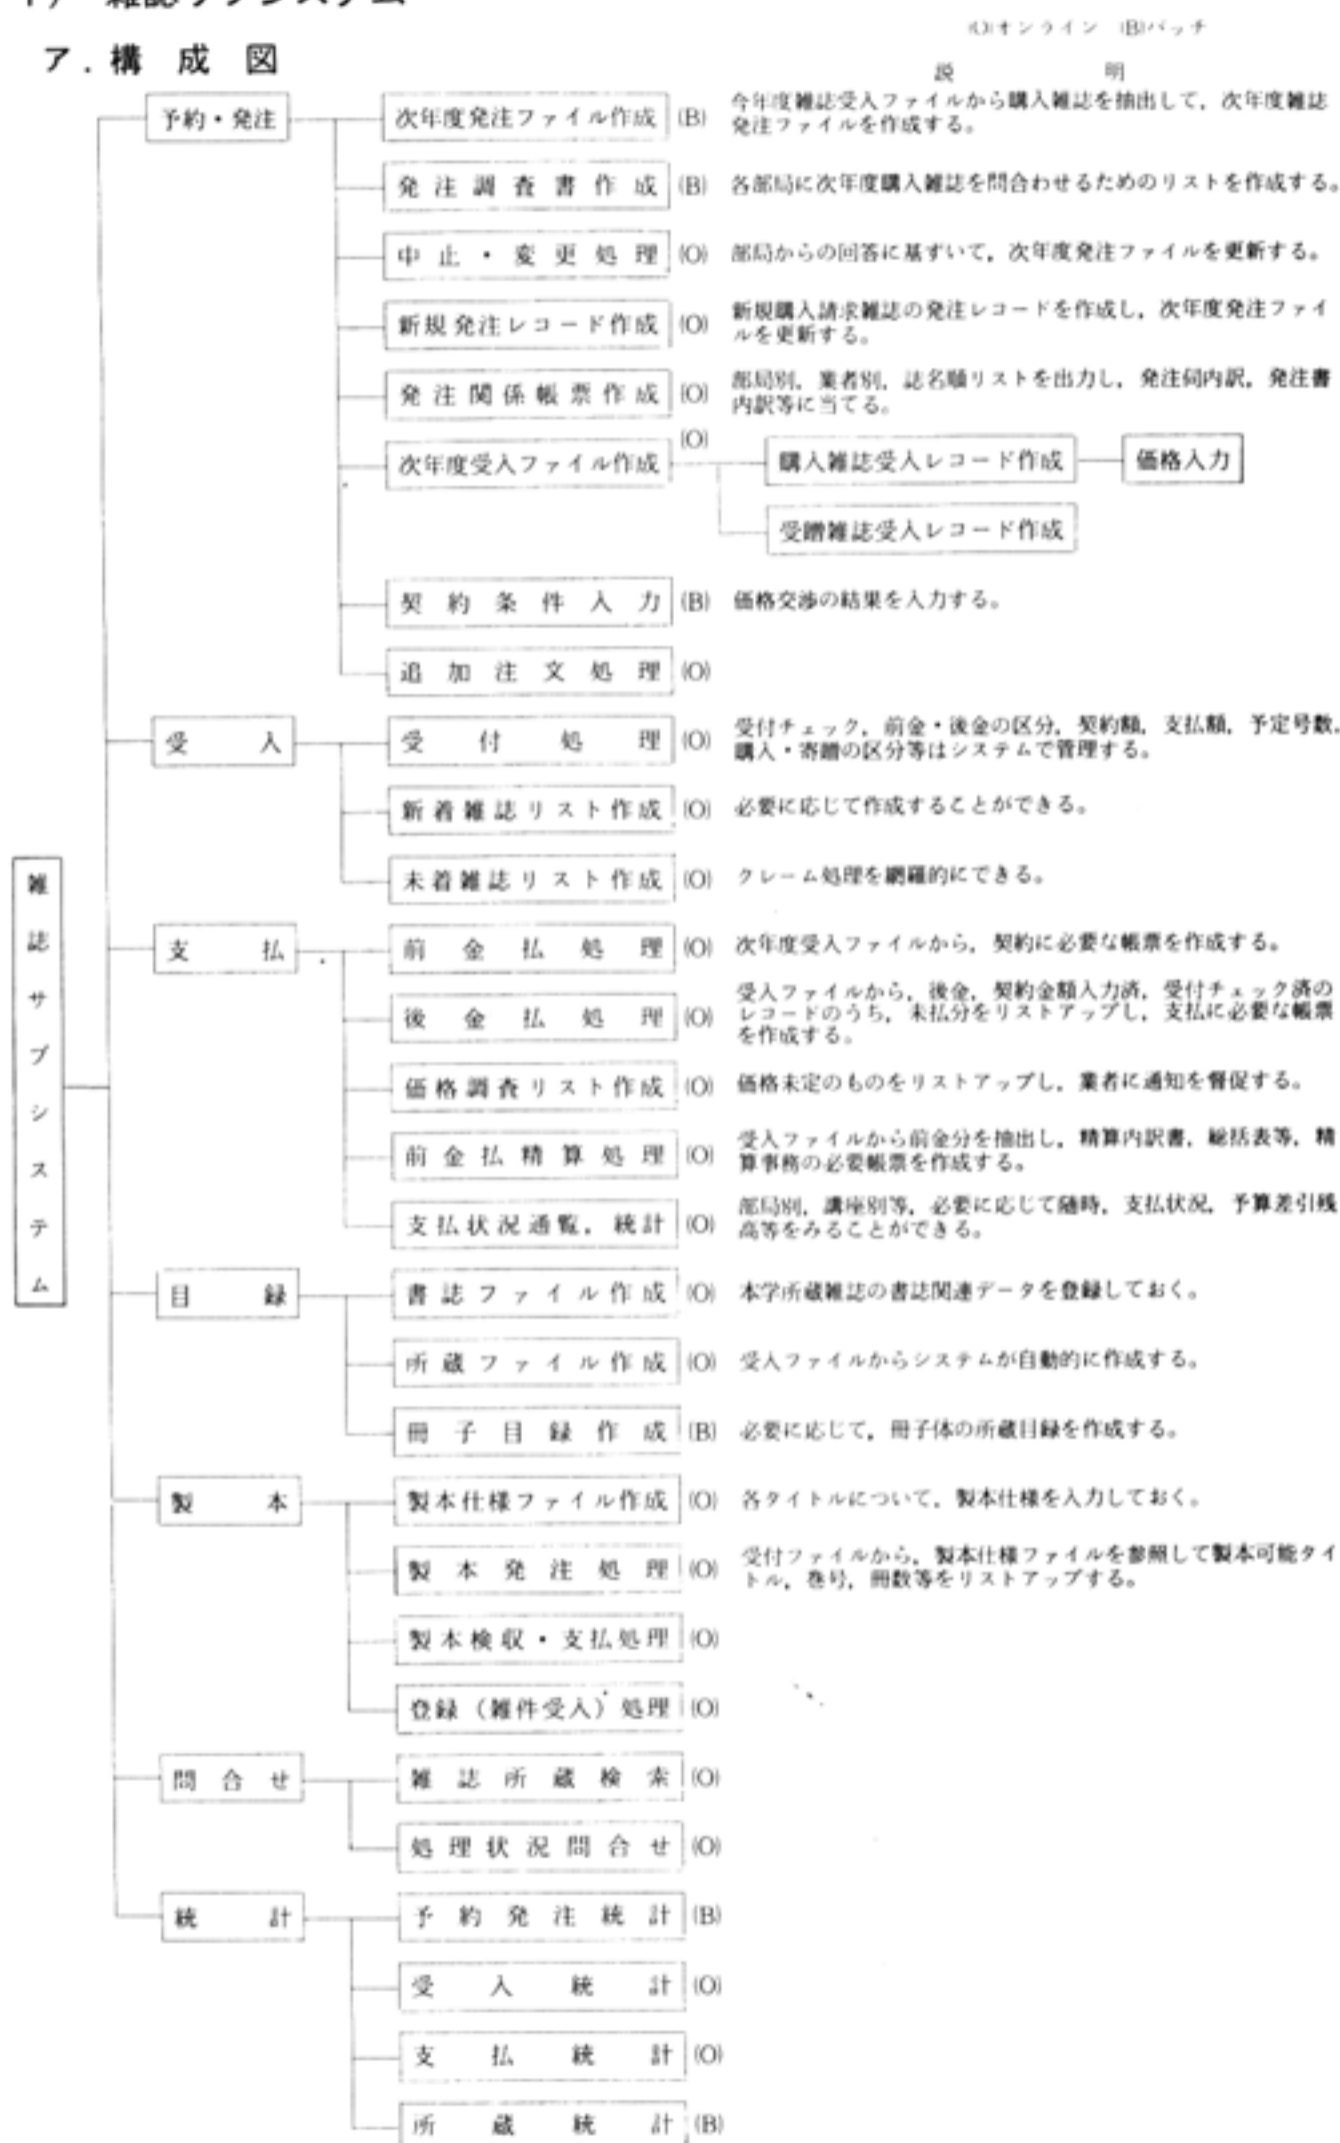 雑誌サブシステム
(O)オンライン (B)バッチ
ア.構成図
説明
予約・発注
次年度発注ファイル作成 (B) 今年度雑誌受入ファイルから購入雑誌を抽出して,次年度雑誌
発注ファイルを作成する。
発注調査書作成 (B) 各部局に次年度購入雑誌を問合わせるためのリストを作成する。
中止・変更処理 (O) 部局からの回答に基ずいて,次年度発注ファイルを更新する。
新規発注レコード作成 (O) 新規購入請求雑誌の発注レコードを作成し,次年度発注ファイ
ルを更新する。
発注関係帳票作成 (O) 部局別,業者別,誌名順リストを出力し,発注伺内訳,発注書
内訳等に当てる。
次年度受入ファイル作成 (O) 購入雑誌受入レコード作成 価格入力
受贈雑誌受入レコード作成
契約条件入力 (B) 価格交渉の結果を入力する。
追加注文処理 (O)
受入
受付処理 (O) 受付チェック,前金・後金の区分,契約額,支払額,予定号数,
購入・寄贈の区分等はシステムで管理する。
新着雑誌リスト作成 (O) 必要に応じて作成することができる。
未着雑誌リスト作成 (O) クレーム処理を網羅的にできる。
雑誌サブシステム
支払
前金払処理 (O) 次年度受入ファイルから,契約に必要な帳票を作成する。
後金払処理 (O) 受入ファイルから,後金,契約金額入力済,受付チェック済の
レコードのうち,未払分をリストアップし,支払に必要な帳票
を作成する。
価格調査リスト作成 (O) 価格未定のものをリストアップし,業者に通知を督促する。
前金払精算処理 (O) 受入ファイルから前金分を抽出し,精算内訳書,総括表等,精
算事務の必要帳票を作成する。
支払状況通覧,統計 (O) 部局別,講座別等,必要に応じて随時,支払状況,予算差引残
高等をみることができる。
目録
書誌ファイル作成 (O) 本学所蔵雑誌の書誌関連データを登録しておく。
所蔵ファイル作成 (O) 受入ファイルからシステムが自動的に作成する。
冊子目録作成 (B) 必要に応じて,冊子体の所蔵目録を作成する。
製本
製本仕様ファイル作成 (O) 各タイトルについて,製本仕様を入力しておく。
製本発注処理 (O) 受付ファイルから,製本仕様ファイルを参照して製本可能タイ
トル,巻号,冊数等をリストアップする。
製本検収・支払処理 (O)
登録(雑件受入)処理 (O)
問合せ
雑誌所蔵検索 (O)
処理状況問合せ (O)
統計
予約発注統計 (B)
受入統計 (O)
支払統計 (O)
所蔵統計 (B)